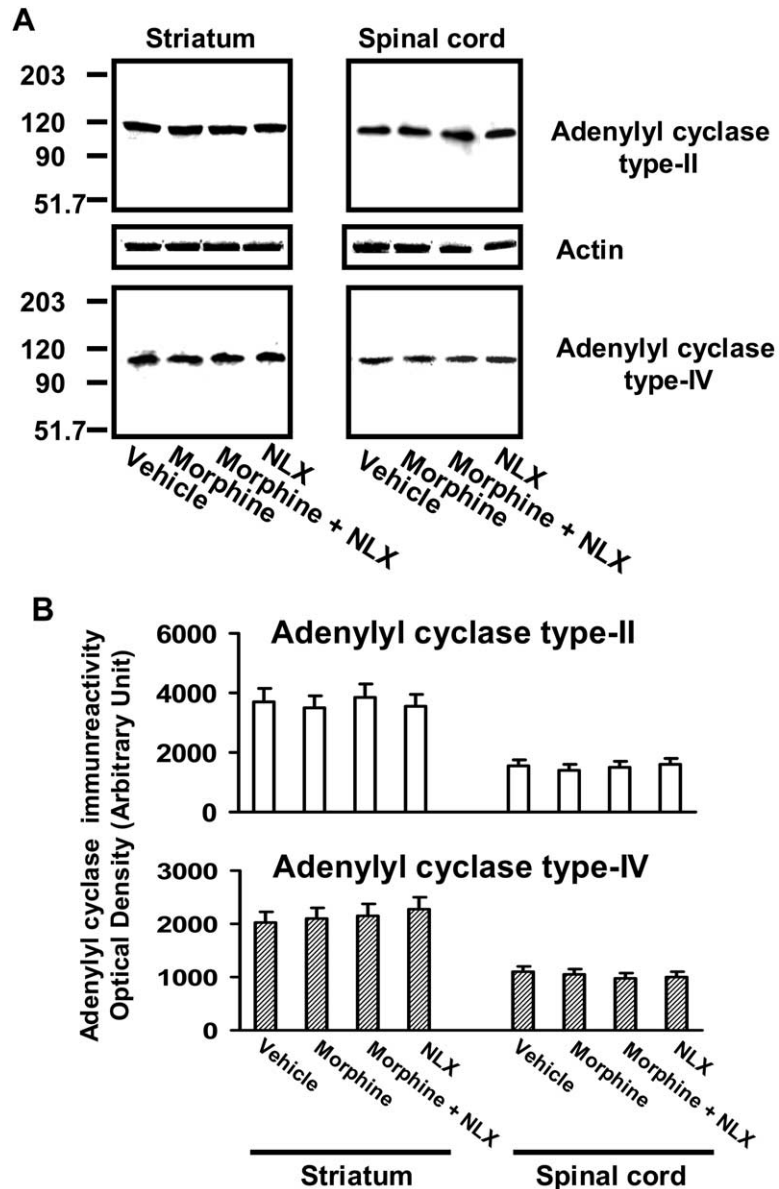 A
Striatum
Spinal cord
203
120
90
51.7
Adenylyl cyclase
type-II
Actin
203
120
90
51.7
Adenylyl cyclase
type-IV
Vehicle
Morphine
Morphine + NLX
NLX
Vehicle
Morphine
Morphine + NLX
NLX
B
Adenylyl cyclase immunreactivity
Optical Density (Arbitrary Unit)
Adenylyl cyclase type-II
6000
4000
2000
0
Adenylyl cyclase type-IV
3000
2000
1000
0
Vehicle
Morphine
Morphine + NLX
NLX
Vehicle
Morphine
Morphine + NLX
NLX
Striatum
Spinal cord